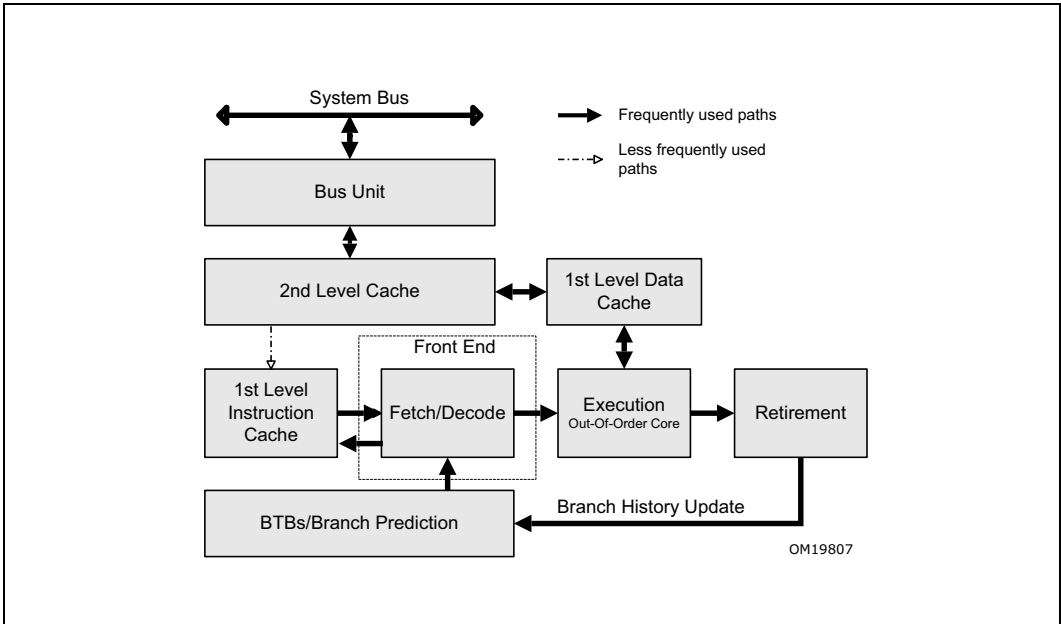 System Bus
Frequently used paths
Less frequently used
paths
Bus Unit
2nd Level Cache
1st Level Data
Cache
Front End
1st Level
Instruction
Cache
Fetch/Decode
Execution
Out-Of-Order Core
Retirement
BTBs/Branch Prediction
Branch History Update
OM19807